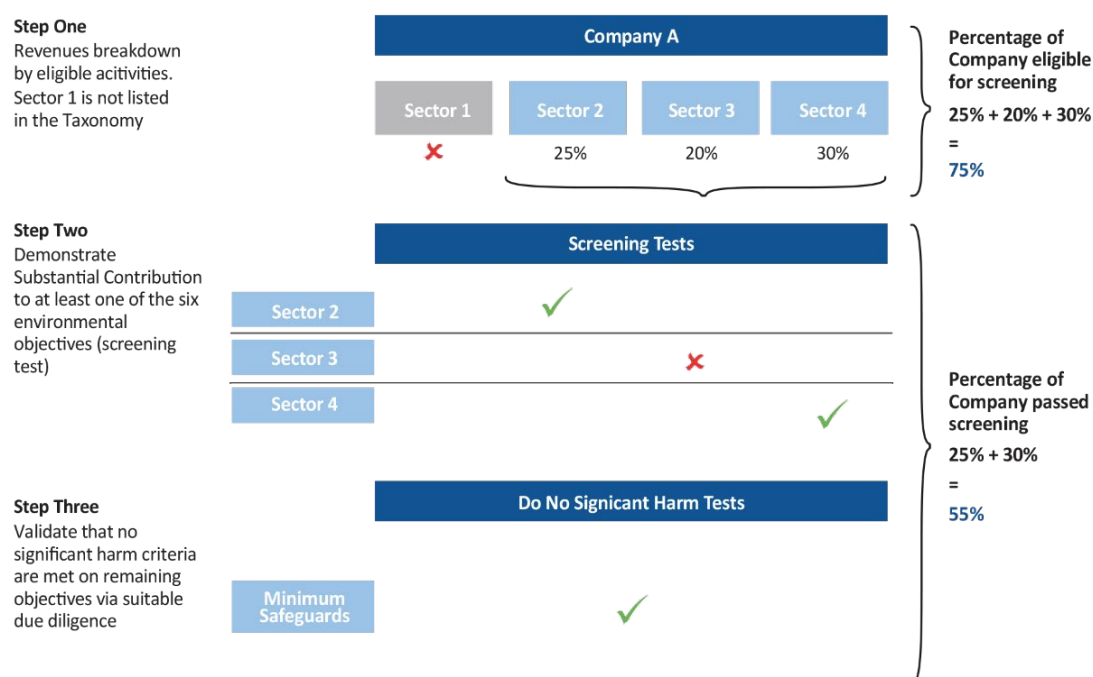 Step One
Revenues breakdown
by eligible acitivities.
Sector 1 is not listed
in the Taxonomy
Company A
Sector 1
Sector 2
Sector 3
Sector 4
25%
20%
30%
Percentage of
Company eligible
for screening
25% + 20% + 30%
=
75%
Step Two
Demonstrate
Substantial Contribution
to at least one of the six
environmental
objectives (screening
test)
Screening Tests
Sector 2
Sector 3
Sector 4
Percentage of
Company passed
screening
25% + 30%
=
55%
Step Three
Validate that no
significant harm criteria
are met on remaining
objectives via suitable
due diligence
Do No Signicant Harm Tests
Minimum
Safeguards